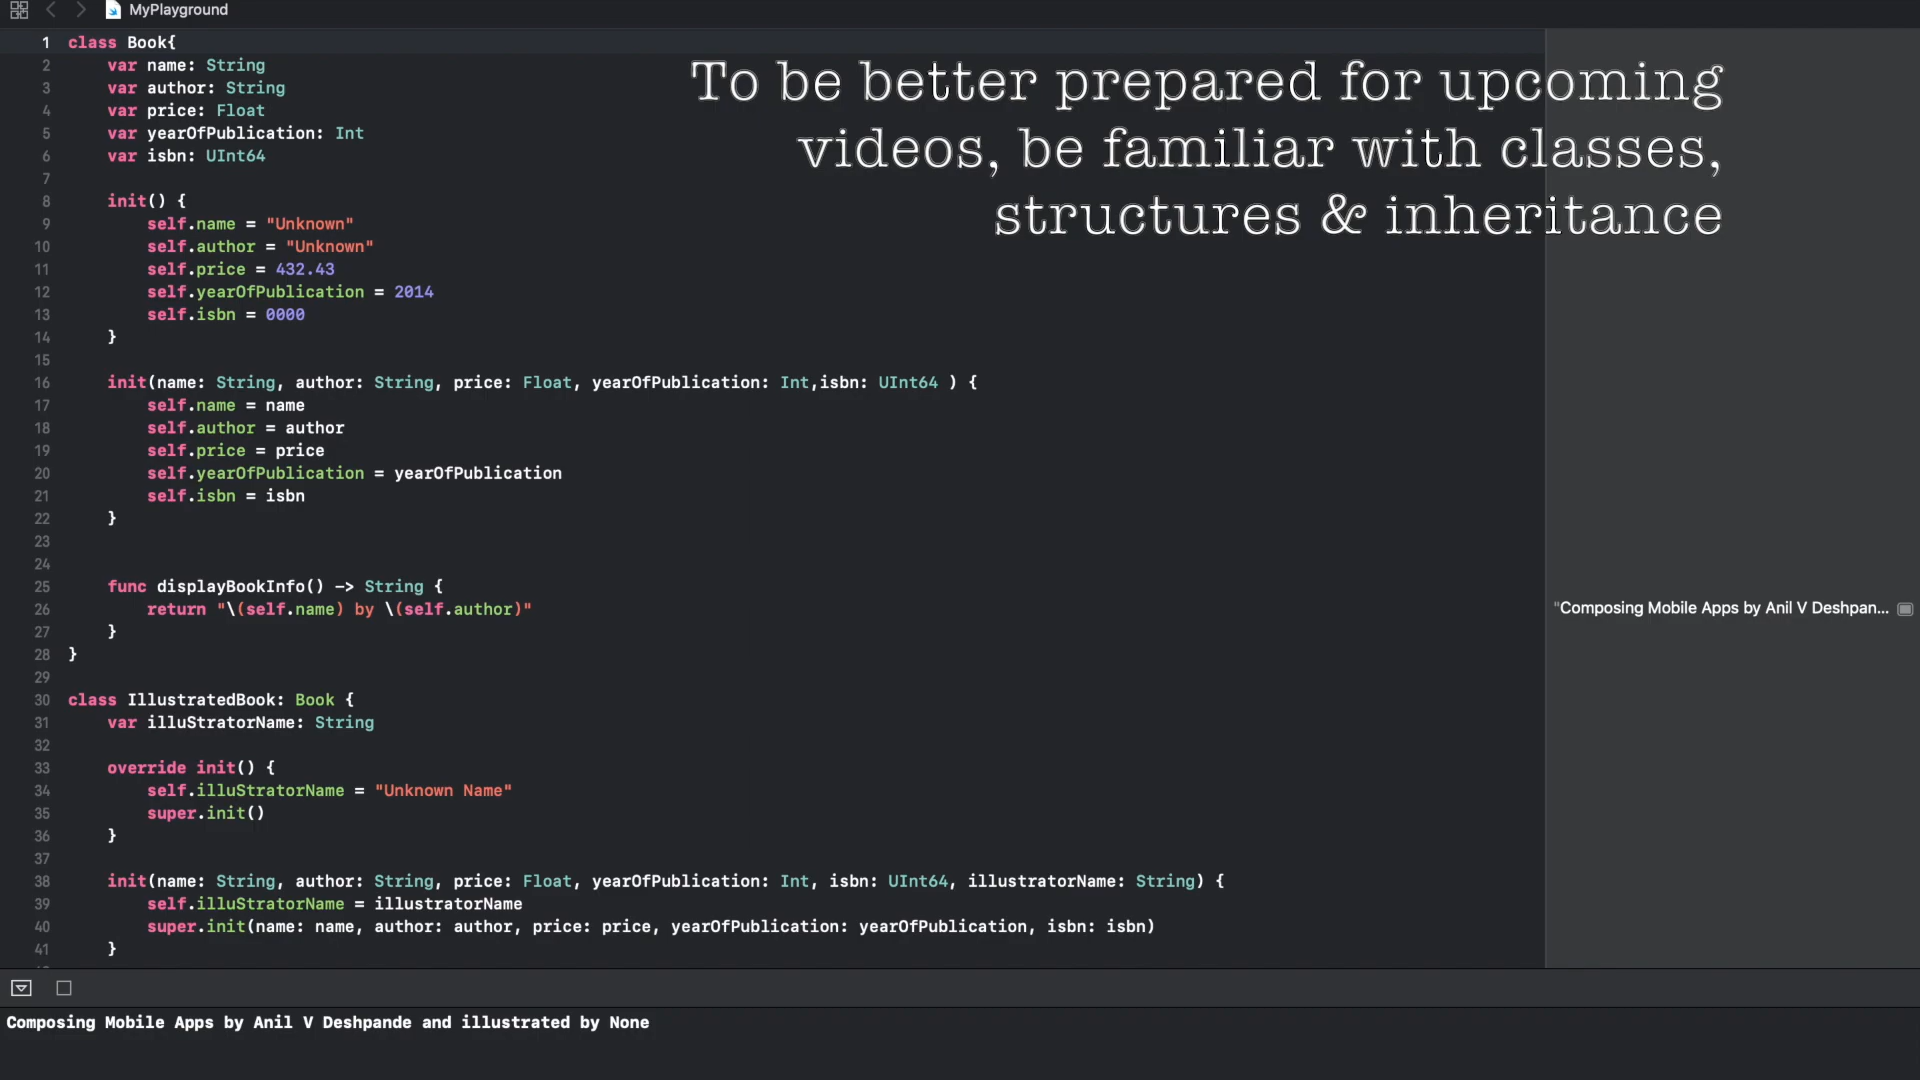 MyPlayground
To be better prepared for upcoming
videos, be familiar with classes,
structures & inheritance
1 class Book{
2     var name: String
3     var author: String
4     var price: Float
5     var yearOfPublication: Int
6     var isbn: UInt64
7
8     init() {
9         self.name = "Unknown"
10         self.author = "Unknown"
11         self.price = 432.43
12         self.yearOfPublication = 2014
13         self.isbn = 0000
14     }
15
16     init(name: String, author: String, price: Float, yearOfPublication: Int,isbn: UInt64 ) {
17         self.name = name
18         self.author = author
19         self.price = price
20         self.yearOfPublication = yearOfPublication
21         self.isbn = isbn
22     }
23
24
25     func displayBookInfo() -> String {
26         return "\(self.name) by \(self.author)"
27     }
28 }
29
30 class IllustratedBook: Book {
31     var illuStratorName: String
32
33     override init() {
34         self.illuStratorName = "Unknown Name"
35         super.init()
36     }
37
38     init(name: String, author: String, price: Float, yearOfPublication: Int, isbn: UInt64, illustratorName: String) {
39         self.illuStratorName = illustratorName
40         super.init(name: name, author: author, price: price, yearOfPublication: yearOfPublication, isbn: isbn)
41     }
"Composing Mobile Apps by Anil V Deshpan...
Composing Mobile Apps by Anil V Deshpande and illustrated by None